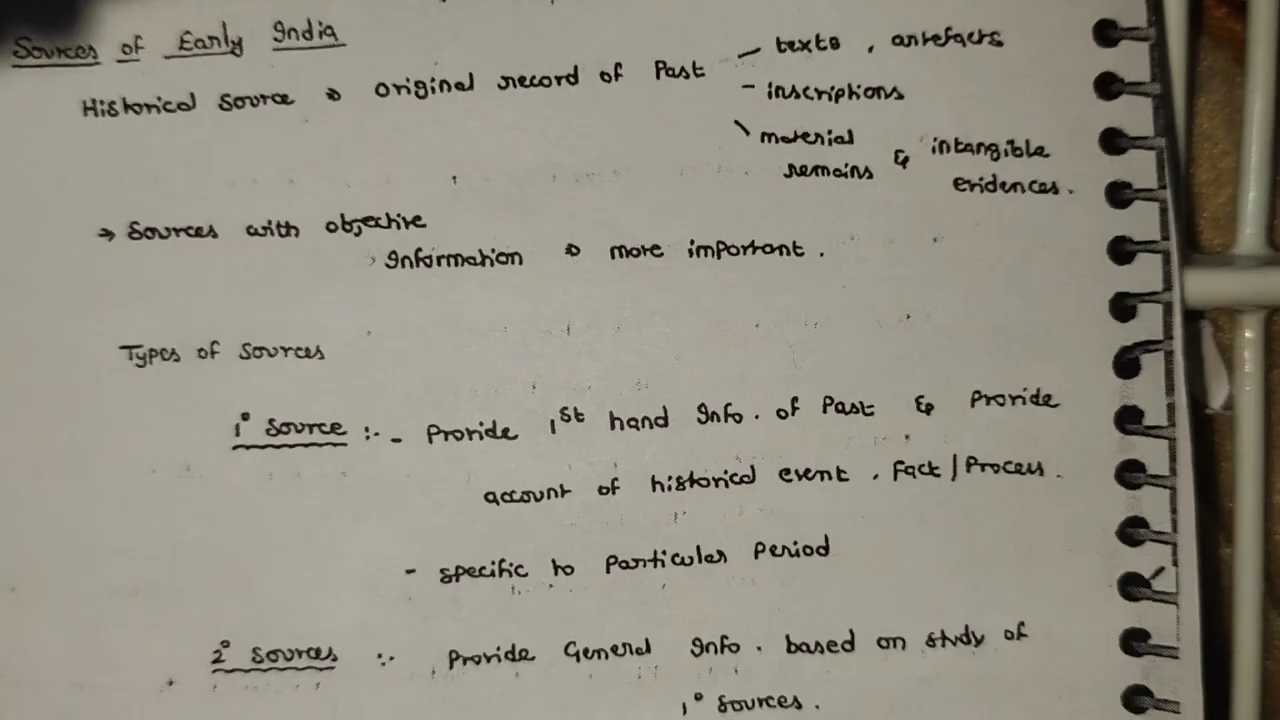 Sources of Early India
Historical source ⇒ original record of Past – texts, artefacts
– inscriptions
\ material remains & intangible evidences.
→ Sources with objective
Information ⇒ more important.
Types of sources
1° source :- – Provide 1st hand Info. of Past & Provide
account of historical event, Fact/Process.
– specific to Particular Period
2° sources :- Provide General Info. based on study of
1° sources.